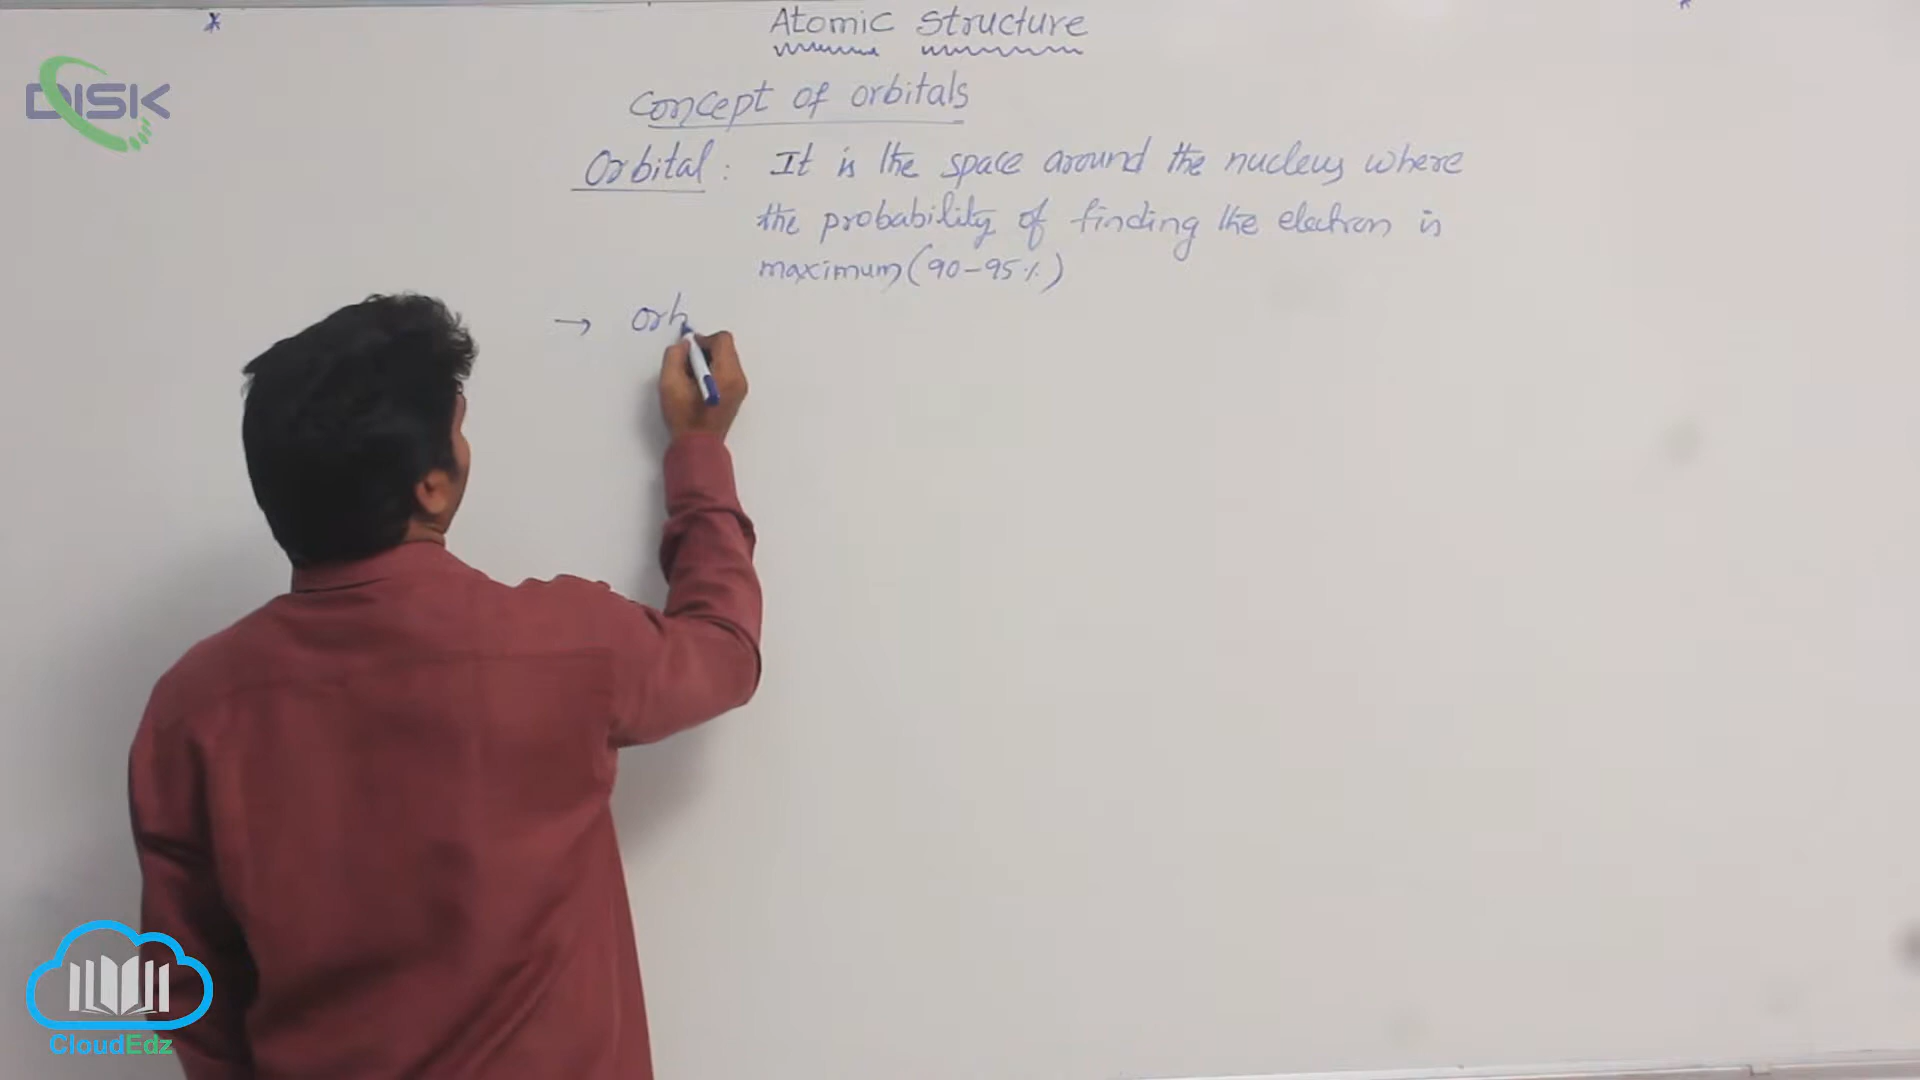 Atomic Structure
Concept of orbitals
Orbital: It is the space around the nucleus where
the probability of finding the electron is
maximum (90-95%)
→ orb
DISK
CloudEdz